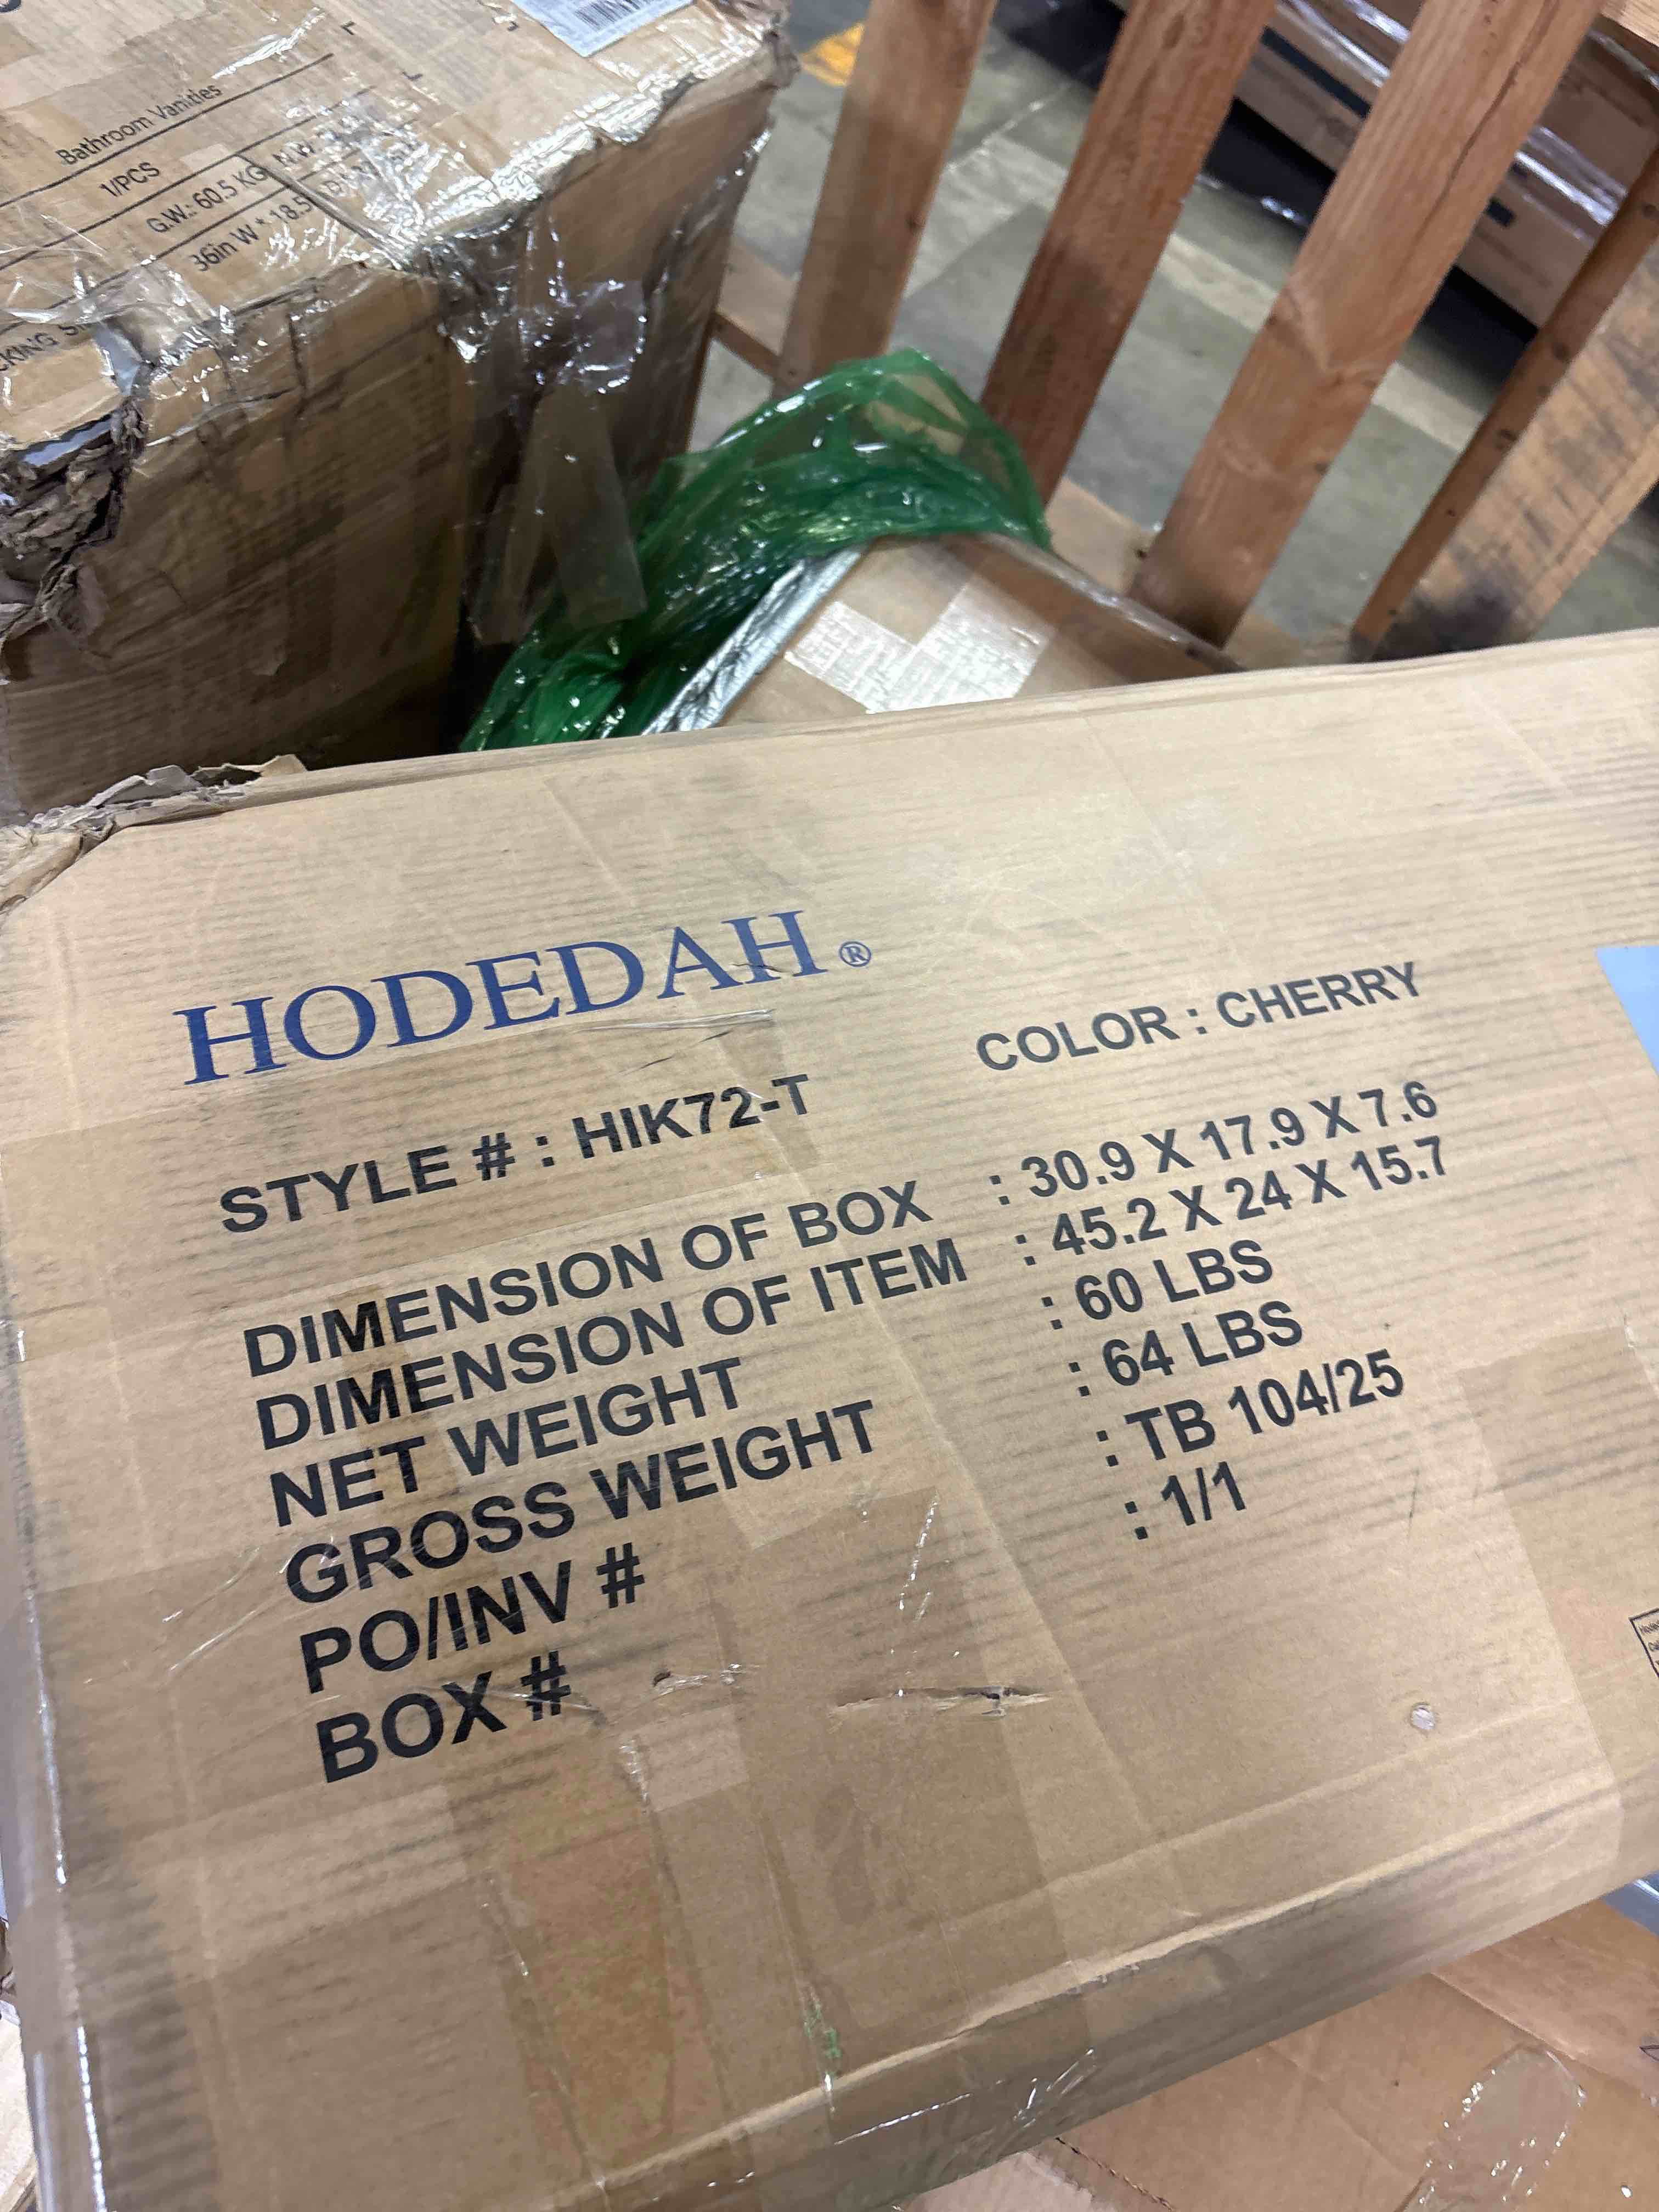 Bathroom Vanities
1/PCS
G.W.: 60.5 KG N.W
36in W * 18.5
HODEDAH®
STYLE # : HIK72-T
COLOR : CHERRY
DIMENSION OF BOX : 30.9 X 17.9 X 7.6
DIMENSION OF ITEM : 45.2 X 24 X 15.7
NET WEIGHT : 60 LBS
GROSS WEIGHT : 64 LBS
PO/INV # : TB 104/25
BOX # : 1/1